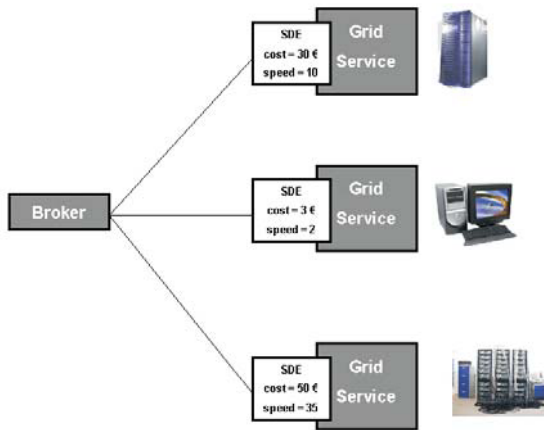 SDE
cost = 30 €
speed = 10
Grid
Service
Broker
SDE
cost = 3 €
speed = 2
Grid
Service
SDE
cost = 50 €
speed = 35
Grid
Service